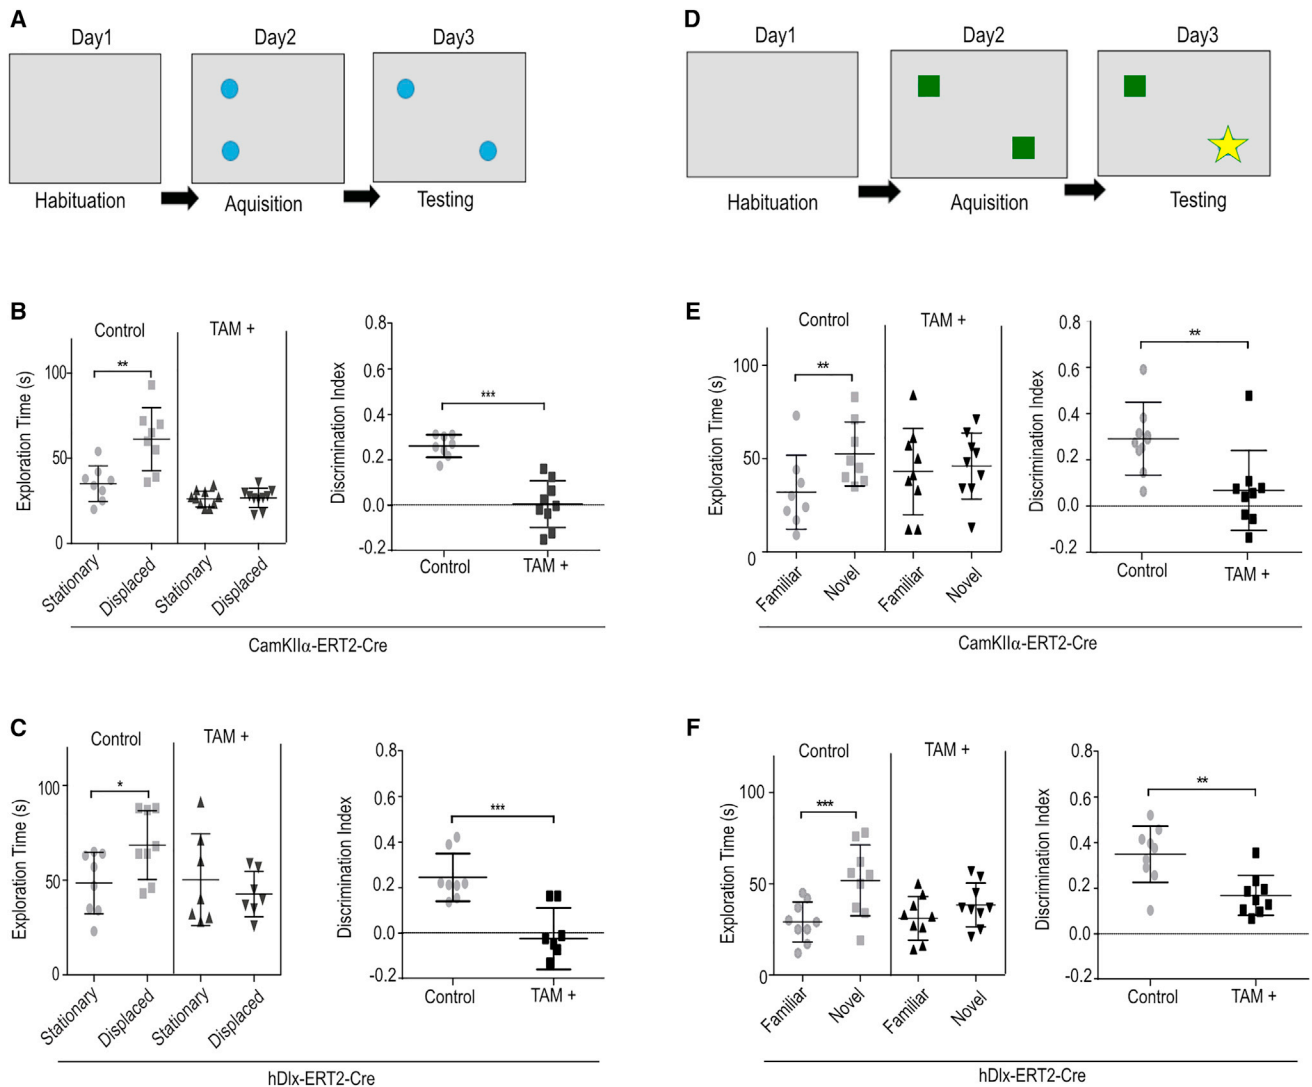 A
Day1 Day2 Day3
Habituation Aquisition Testing
D
Day1 Day2 Day3
Habituation Aquisition Testing
B
Control TAM +
Exploration Time (s)
100
50
0
**
Stationary Displaced Stationary Displaced
Discrimination Index
0.8
0.6
0.4
0.2
0.0
-0.2
***
Control TAM +
CamKIIα-ERT2-Cre
E
Control TAM +
Exploration Time (s)
100
50
0
**
Familiar Novel Familiar Novel
Discrimination Index
0.8
0.6
0.4
0.2
0.0
-0.2
**
Control TAM +
CamKIIα-ERT2-Cre
C
Control TAM +
Exploration Time (s)
100
50
0
*
Stationary Displaced Stationary Displaced
Discrimination Index
0.8
0.6
0.4
0.2
0.0
-0.2
***
Control TAM +
hDlx-ERT2-Cre
F
Control TAM +
Exploration Time (s)
100
50
0
***
Familiar Novel Familiar Novel
Discrimination Index
0.8
0.6
0.4
0.2
0.0
-0.2
**
Control TAM +
hDlx-ERT2-Cre